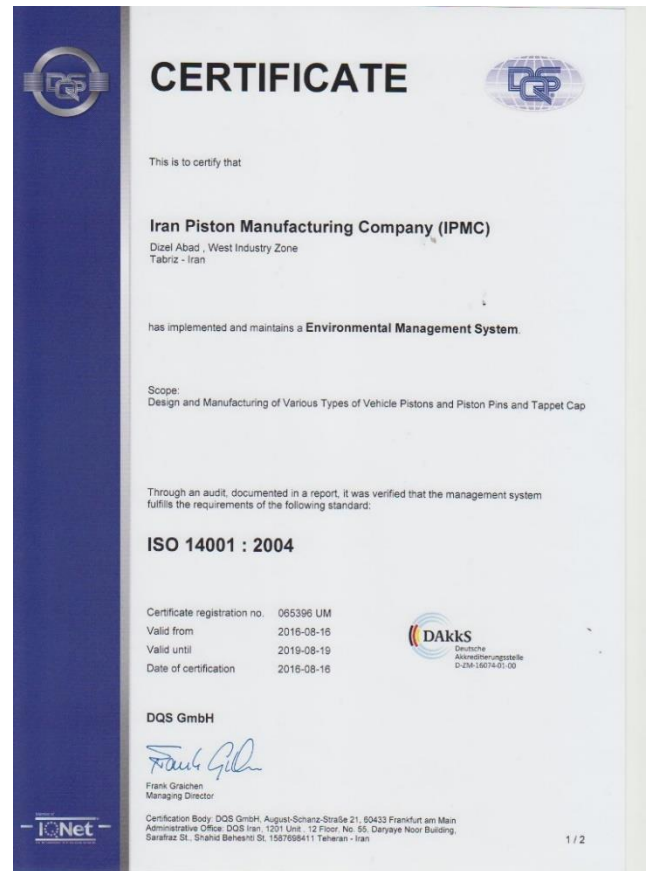 DQS
CERTIFICATE
DQS
This is to certify that
Iran Piston Manufacturing Company (IPMC)
Dizel Abad , West Industry Zone
Tabriz - Iran
has implemented and maintains a Environmental Management System.
Scope:
Design and Manufacturing of Various Types of Vehicle Pistons and Piston Pins and Tappet Cap
Through an audit, documented in a report, it was verified that the management system
fulfills the requirements of the following standard:
ISO 14001 : 2004
Certificate registration no. 065396 UM
Valid from 2016-08-16
Valid until 2019-08-19
Date of certification 2016-08-16
DAkkS
Deutsche
Akkreditierungsstelle
D-ZM-16074-01-00
DQS GmbH
Frank Graichen
Managing Director
Certification Body: DQS GmbH, August-Schanz-Straße 21, 60433 Frankfurt am Main
Administrative Office: DQS Iran, 1201 Unit., 12 Floor, No. 55, Daryaye Noor Building,
Sarafraz St., Shahid Beheshti St. 1587698411 Teheran - Iran
IQNet
1 / 2